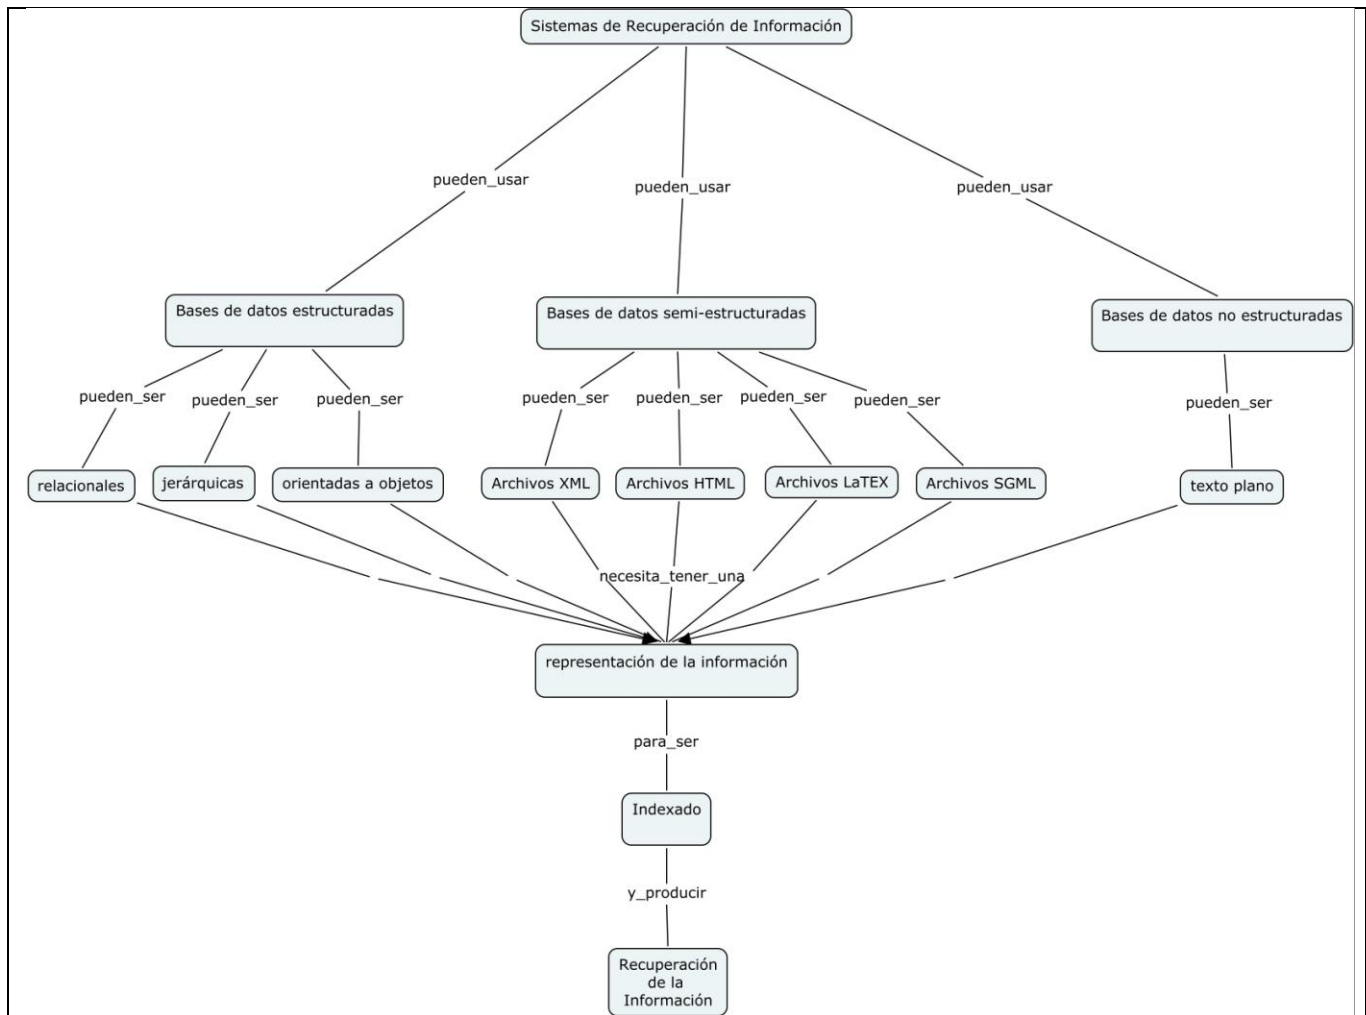 Sistemas de Recuperación de Información
pueden_usar
pueden_usar
pueden_usar
Bases de datos estructuradas
Bases de datos semi-estructuradas
Bases de datos no estructuradas
pueden_ser
pueden_ser
pueden_ser
pueden_ser
pueden_ser
pueden_ser
pueden_ser
pueden_ser
relacionales
jerárquicas
orientadas a objetos
Archivos XML
Archivos HTML
Archivos LaTEX
Archivos SGML
texto plano
necesita_tener_una
representación de la información
para_ser
Indexado
y_producir
Recuperación
de la
Información